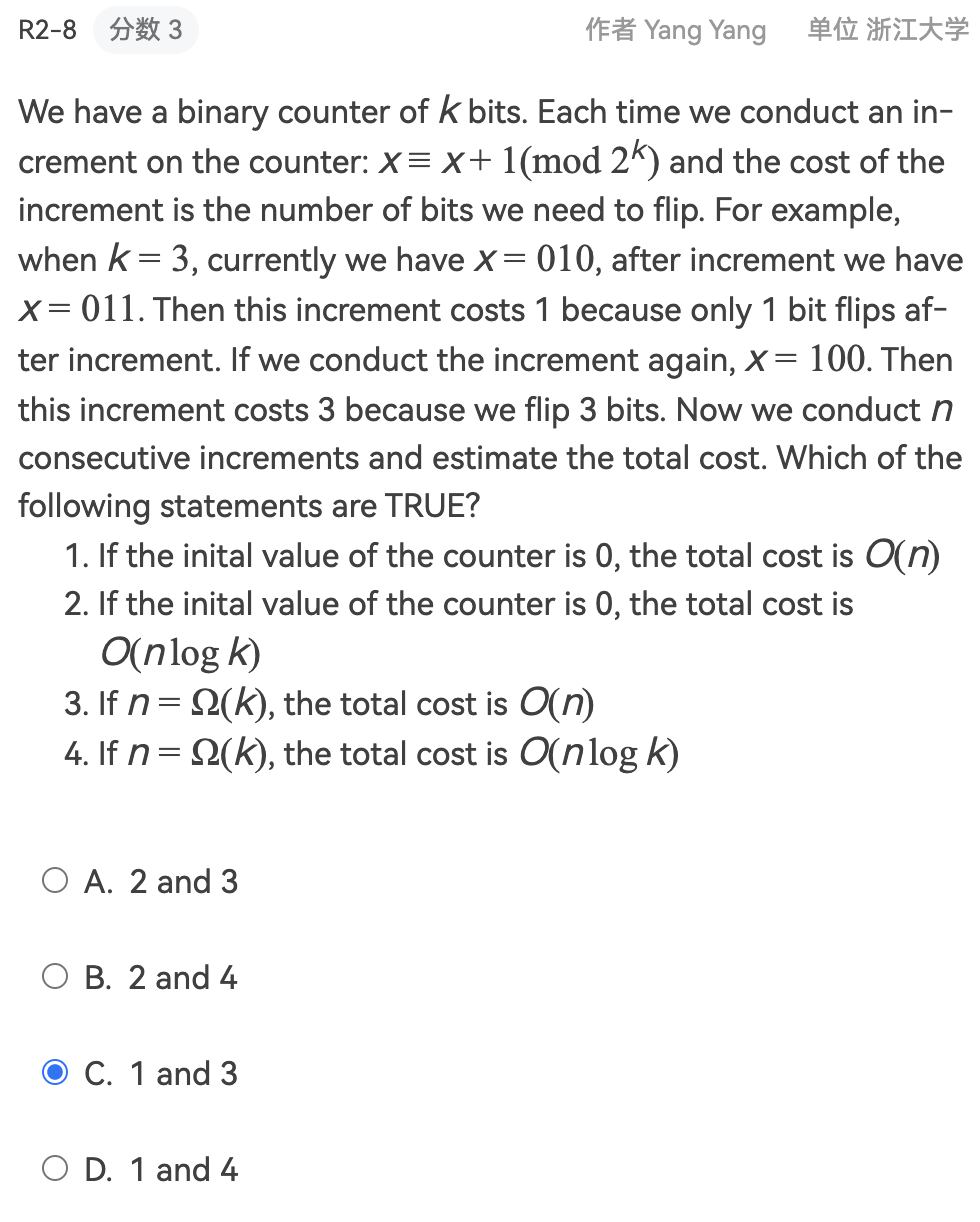 R2-8 分数 3 作者 Yang Yang 单位 浙江大学
We have a binary counter of k bits. Each time we conduct an in-
crement on the counter: x ≡ x + 1(mod 2^k) and the cost of the
increment is the number of bits we need to flip. For example,
when k = 3, currently we have x = 010, after increment we have
x = 011. Then this increment costs 1 because only 1 bit flips af-
ter increment. If we conduct the increment again, x = 100. Then
this increment costs 3 because we flip 3 bits. Now we conduct n
consecutive increments and estimate the total cost. Which of the
following statements are TRUE?
1. If the inital value of the counter is 0, the total cost is O(n)
2. If the inital value of the counter is 0, the total cost is
O(n log k)
3. If n = Ω(k), the total cost is O(n)
4. If n = Ω(k), the total cost is O(n log k)
A. 2 and 3
B. 2 and 4
C. 1 and 3
D. 1 and 4